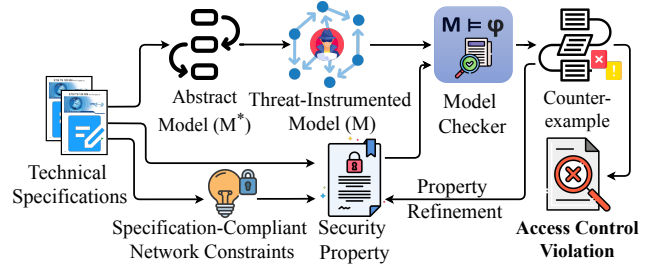 M ⊨ φ
Abstract
Model (M*)
Threat-Instrumented
Model (M)
Model
Checker
Counter-
example
Technical
Specifications
Specification-Compliant
Network Constraints
Security
Property
Property
Refinement
Access Control
Violation